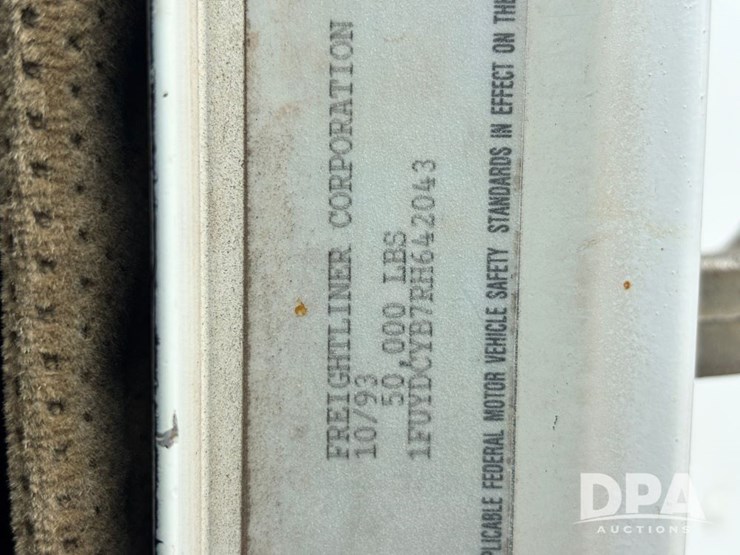 FREIGHTLINER CORPORATION
10/93
50,000 LBS
1FUYDCYB7RH642043
PLICABLE FEDERAL MOTOR VEHICLE SAFETY STANDARDS IN EFFECT ON THE
DPA
AUCTIONS